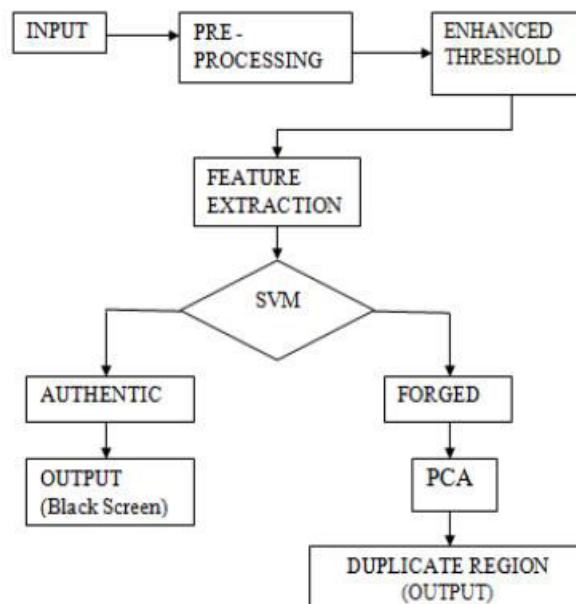 INPUT
PRE -
PROCESSING
ENHANCED
THRESHOLD
FEATURE
EXTRACTION
SVM
AUTHENTIC
FORGED
OUTPUT
(Black Screen)
PCA
DUPLICATE REGION
(OUTPUT)